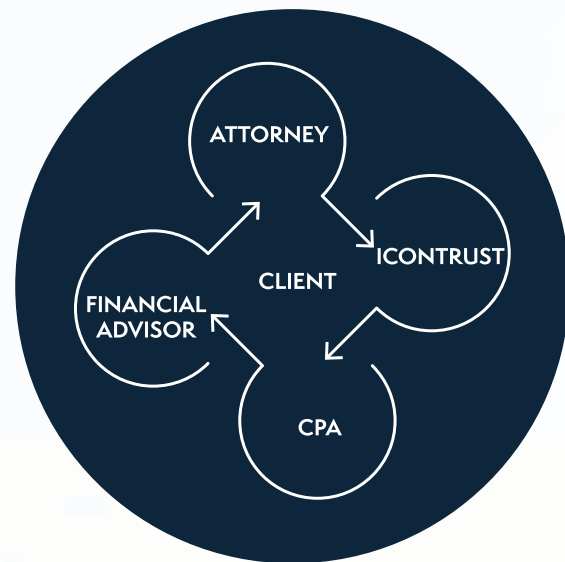 ATTORNEY
ICONTRUST
CLIENT
FINANCIAL
ADVISOR
CPA